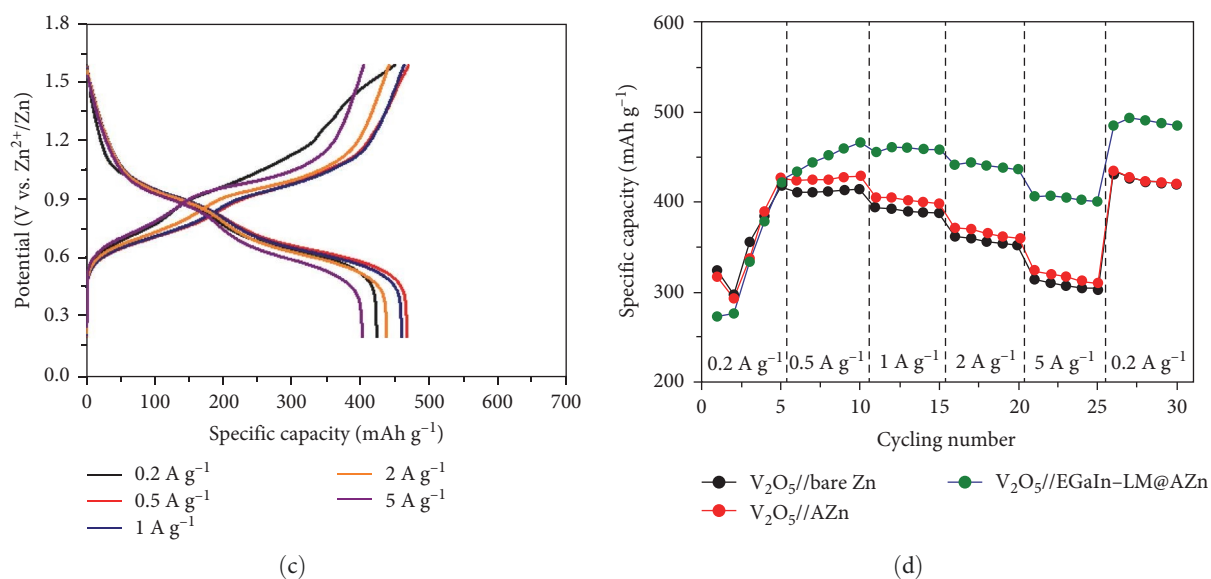 1.8
1.5
1.2
0.9
0.6
0.3
0.0
Potential (V vs. Zn²⁺/Zn)
0 100 200 300 400 500 600 700
Specific capacity (mAh g⁻¹)
0.2 A g⁻¹
0.5 A g⁻¹
1 A g⁻¹
2 A g⁻¹
5 A g⁻¹
(c)
600
500
400
300
200
Specific capacity (mAh g⁻¹)
0.2 A g⁻¹ 0.5 A g⁻¹ 1 A g⁻¹ 2 A g⁻¹ 5 A g⁻¹ 0.2 A g⁻¹
0 5 10 15 20 25 30
Cycling number
V₂O₅//bare Zn
V₂O₅//AZn
V₂O₅//EGaIn–LM@AZn
(d)